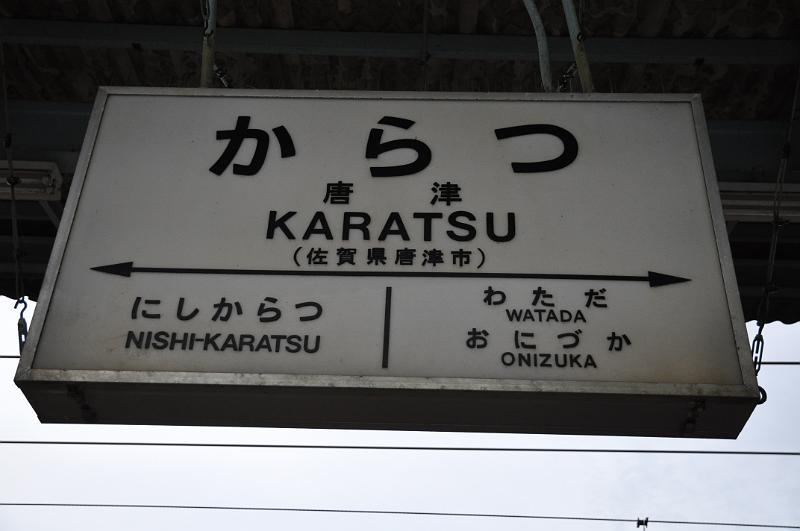 からつ
唐津
KARATSU
(佐賀県唐津市)
にしからつ
NISHI-KARATSU
わただ
WATADA
おにづか
ONIZUKA